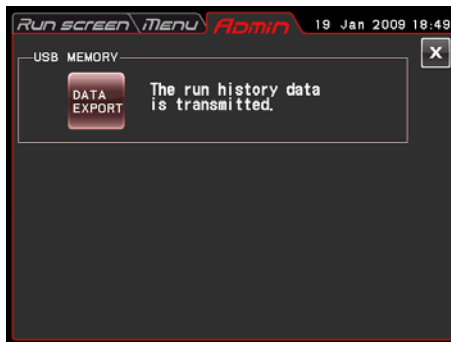 Run screen Menu Admin 19 Jan 2009 18:49
USB MEMORY
X
DATA
EXPORT
The run history data
is transmitted.